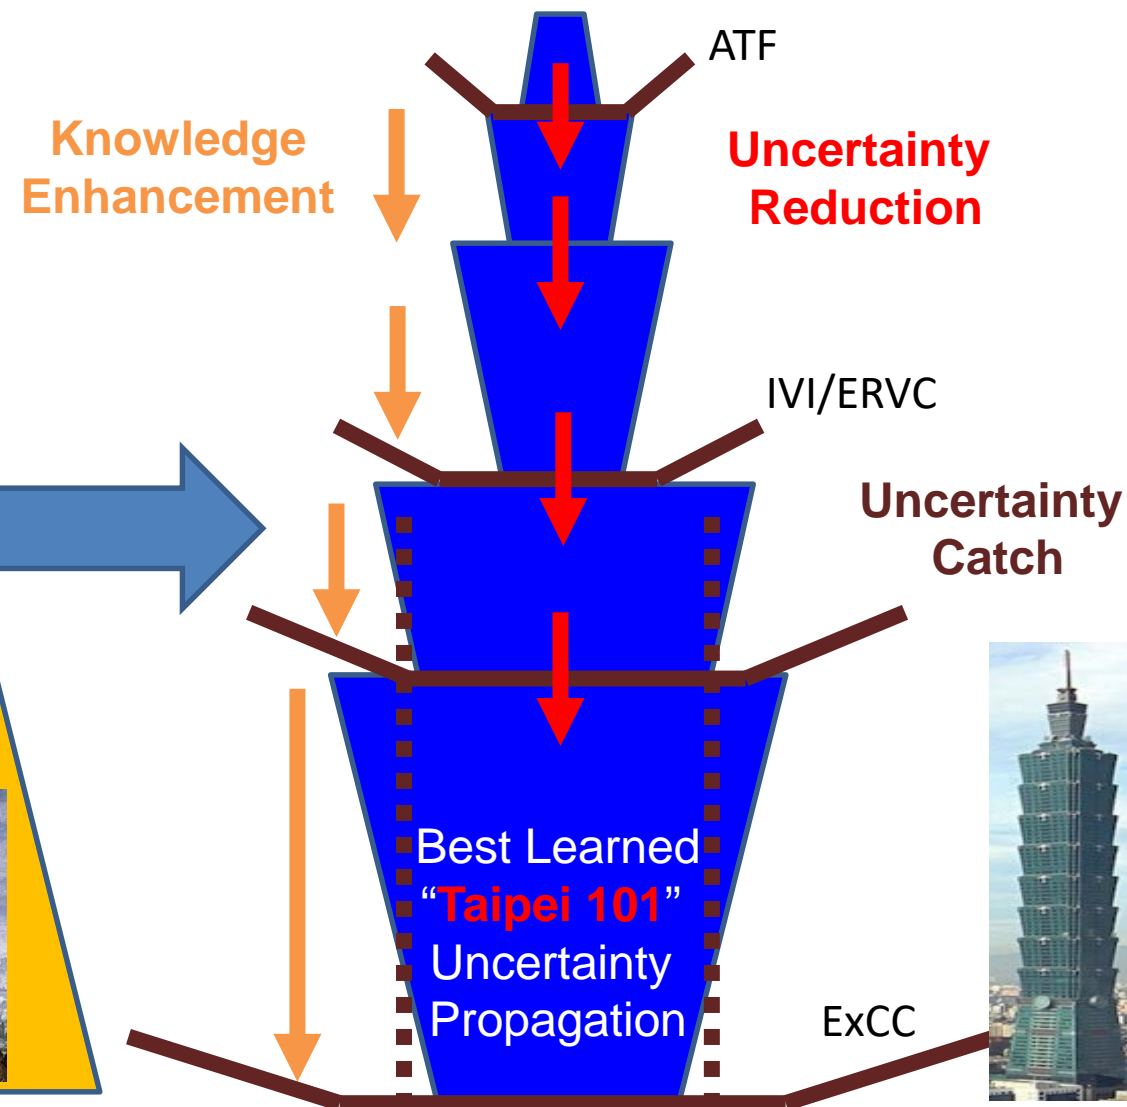 ATF
Knowledge
Enhancement
Uncertainty
Reduction
IVI/ERVC
Uncertainty
Catch
Best Learned
“Taipei 101”
Uncertainty
Propagation
ExCC